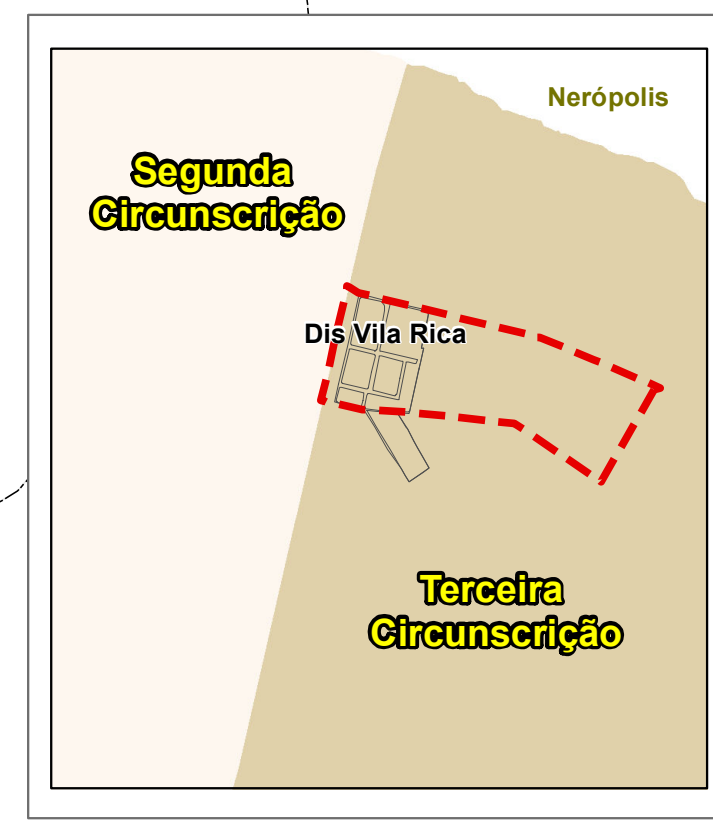 Nerópolis
Segunda
Circunscrição
Dis Vila Rica
Terceira
Circunscrição